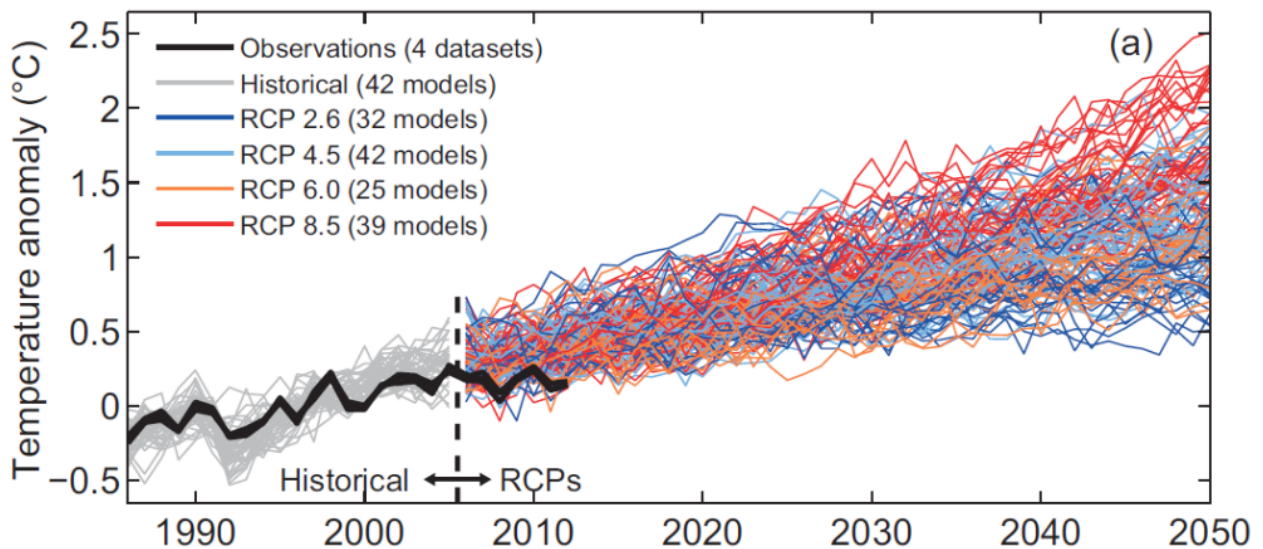 Temperature anomaly (°C)
2.5
2
1.5
1
0.5
0
−0.5
(a)
Observations (4 datasets)
Historical (42 models)
RCP 2.6 (32 models)
RCP 4.5 (42 models)
RCP 6.0 (25 models)
RCP 8.5 (39 models)
Historical RCPs
1990 2000 2010 2020 2030 2040 2050